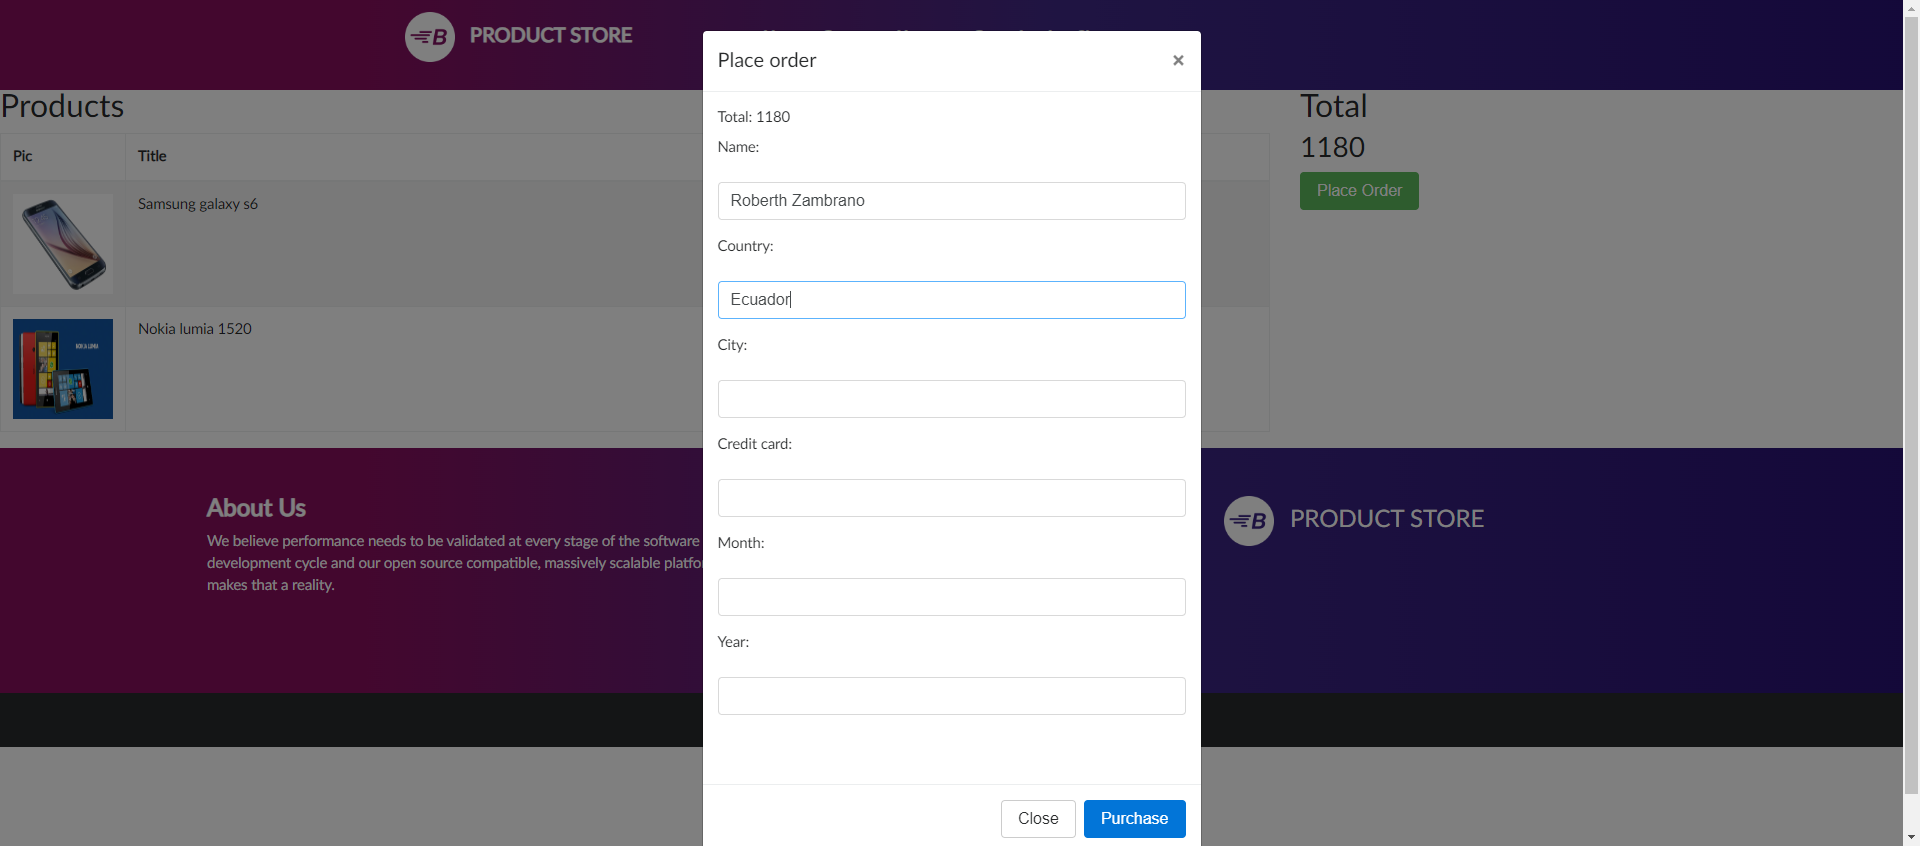 B PRODUCT STORE
Place order ×
Total: 1180
Name:
Roberth Zambrano
Country:
Ecuador
City:
Credit card:
Month:
Year:
Close Purchase
Products
Pic Title
Samsung galaxy s6
Nokia lumia 1520
NOKIA LUMIA
Total
1180
Place Order
About Us
We believe performance needs to be validated at every stage of the software
development cycle and our open source compatible, massively scalable platfo
makes that a reality.
B PRODUCT STORE